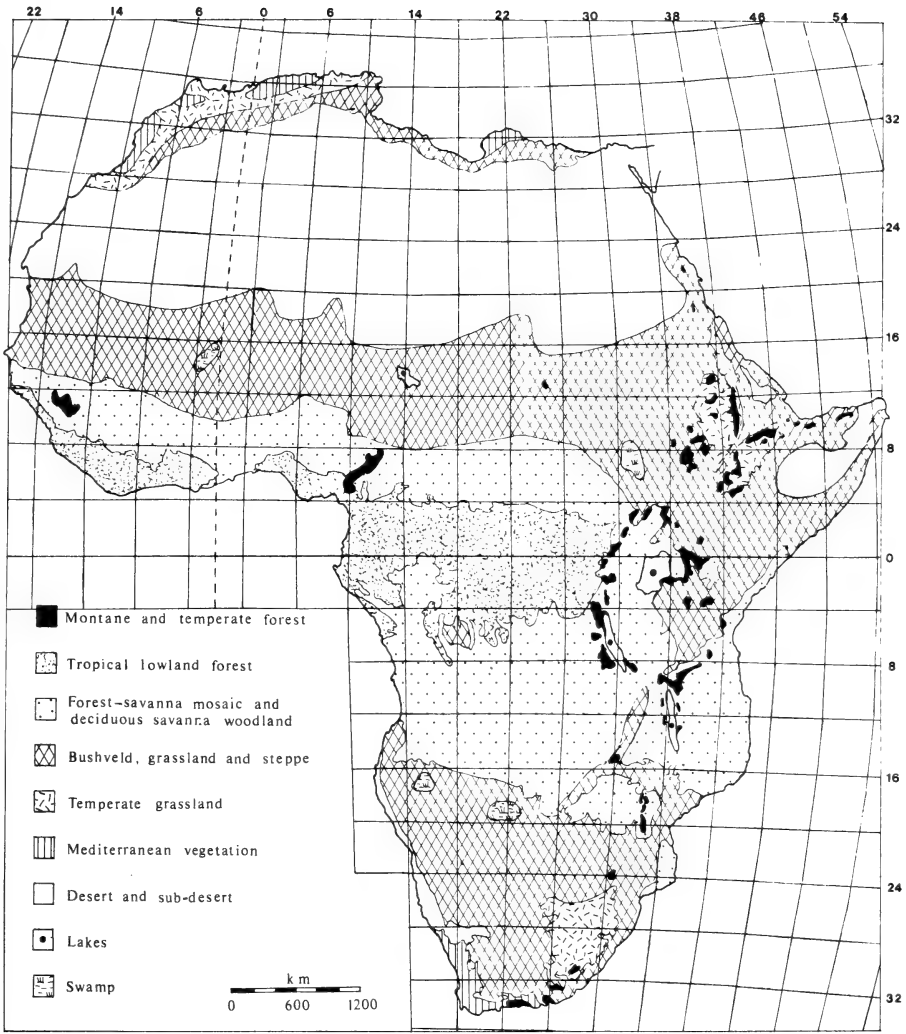 22 14 6 0 6 14 22 30 38 46 54
32
24
16
8
0
8
16
24
32
Montane and temperate forest
Tropical lowland forest
Forest-savanna mosaic and
deciduous savanna woodland
Bushveld, grassland and steppe
Temperate grassland
Mediterranean vegetation
Desert and sub-desert
Lakes
Swamp
km
0 600 1200